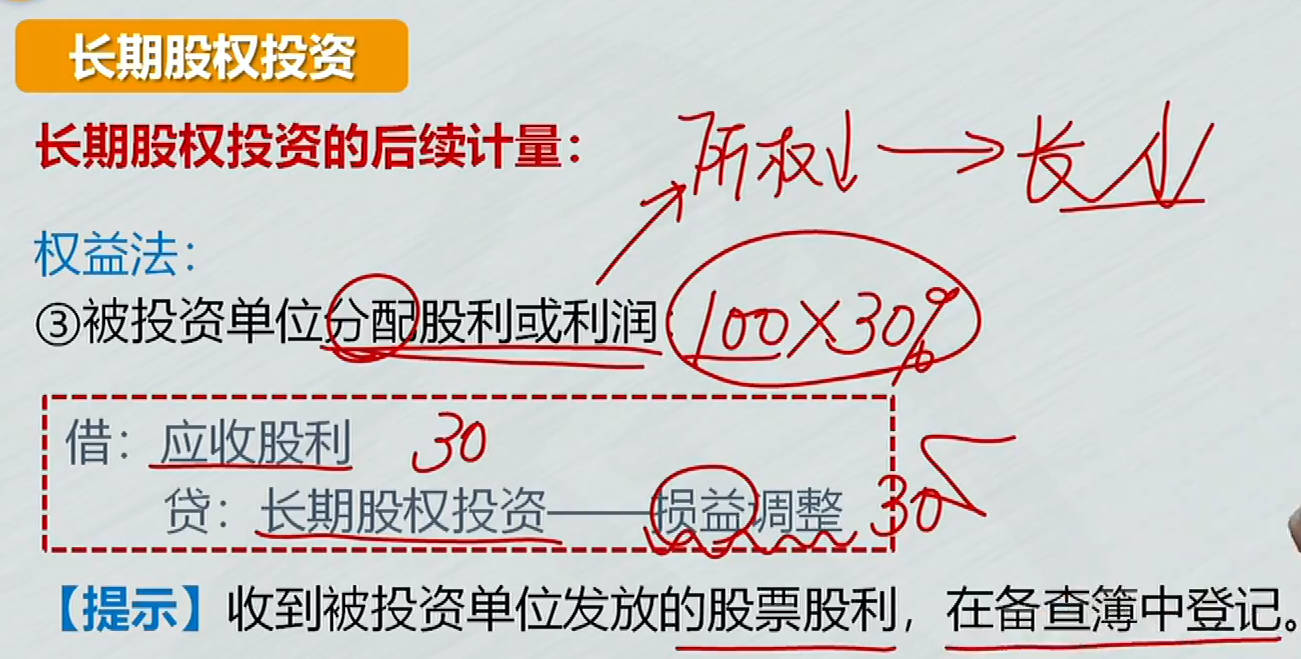 长期股权投资
长期股权投资的后续计量：
所权↓→长↓
权益法：
③被投资单位分配股利或利润：
100×30%
借：应收股利 30
贷：长期股权投资——损益调整 30
【提示】收到被投资单位发放的股票股利，在备查簿中登记。